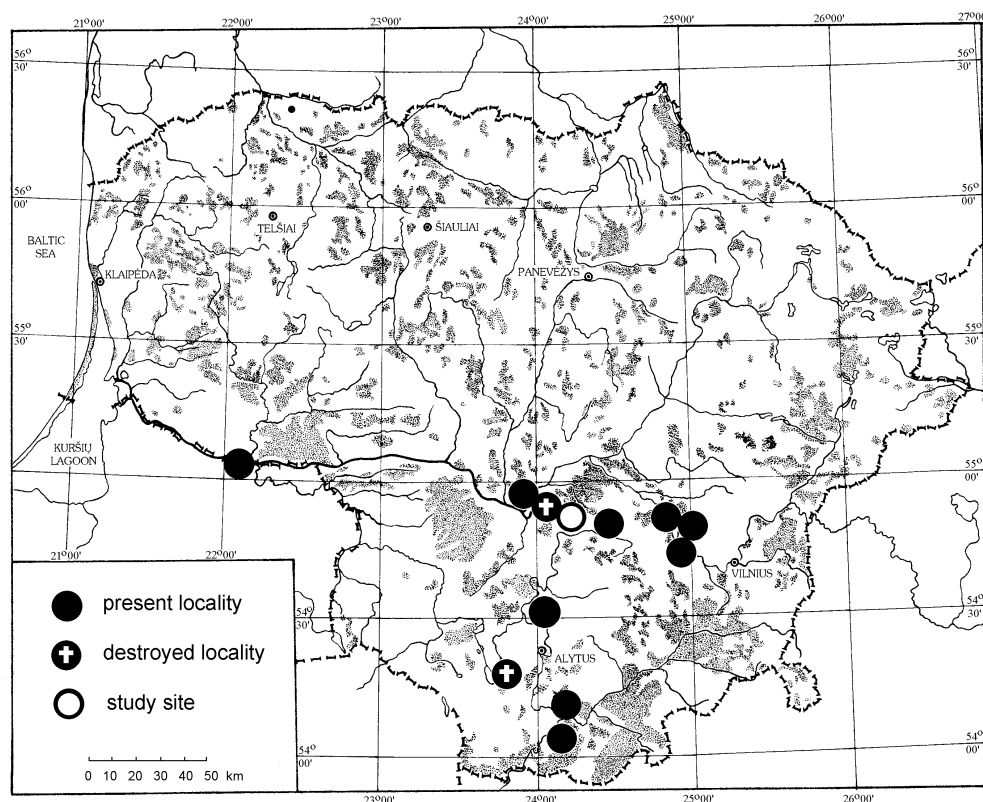 21°00' 22°00' 23°00' 24°00' 25°00' 26°00' 27°00'
56° 30'
56° 30'
56° 00'
56° 00'
TELŠIAI
ŠIAULIAI
BALTIC
SEA
KLAIPĖDA
PANEVĖŽYS
55° 30'
55° 30'
KURŠIŲ
LAGOON
55° 00'
21°00' 22°00'
VILNIUS
present locality
54° 30'
54° 30'
destroyed locality
ALYTUS
study site
54° 00'
54° 00'
0 10 20 30 40 50 km
23°00' 24°00' 25°00' 26°00'